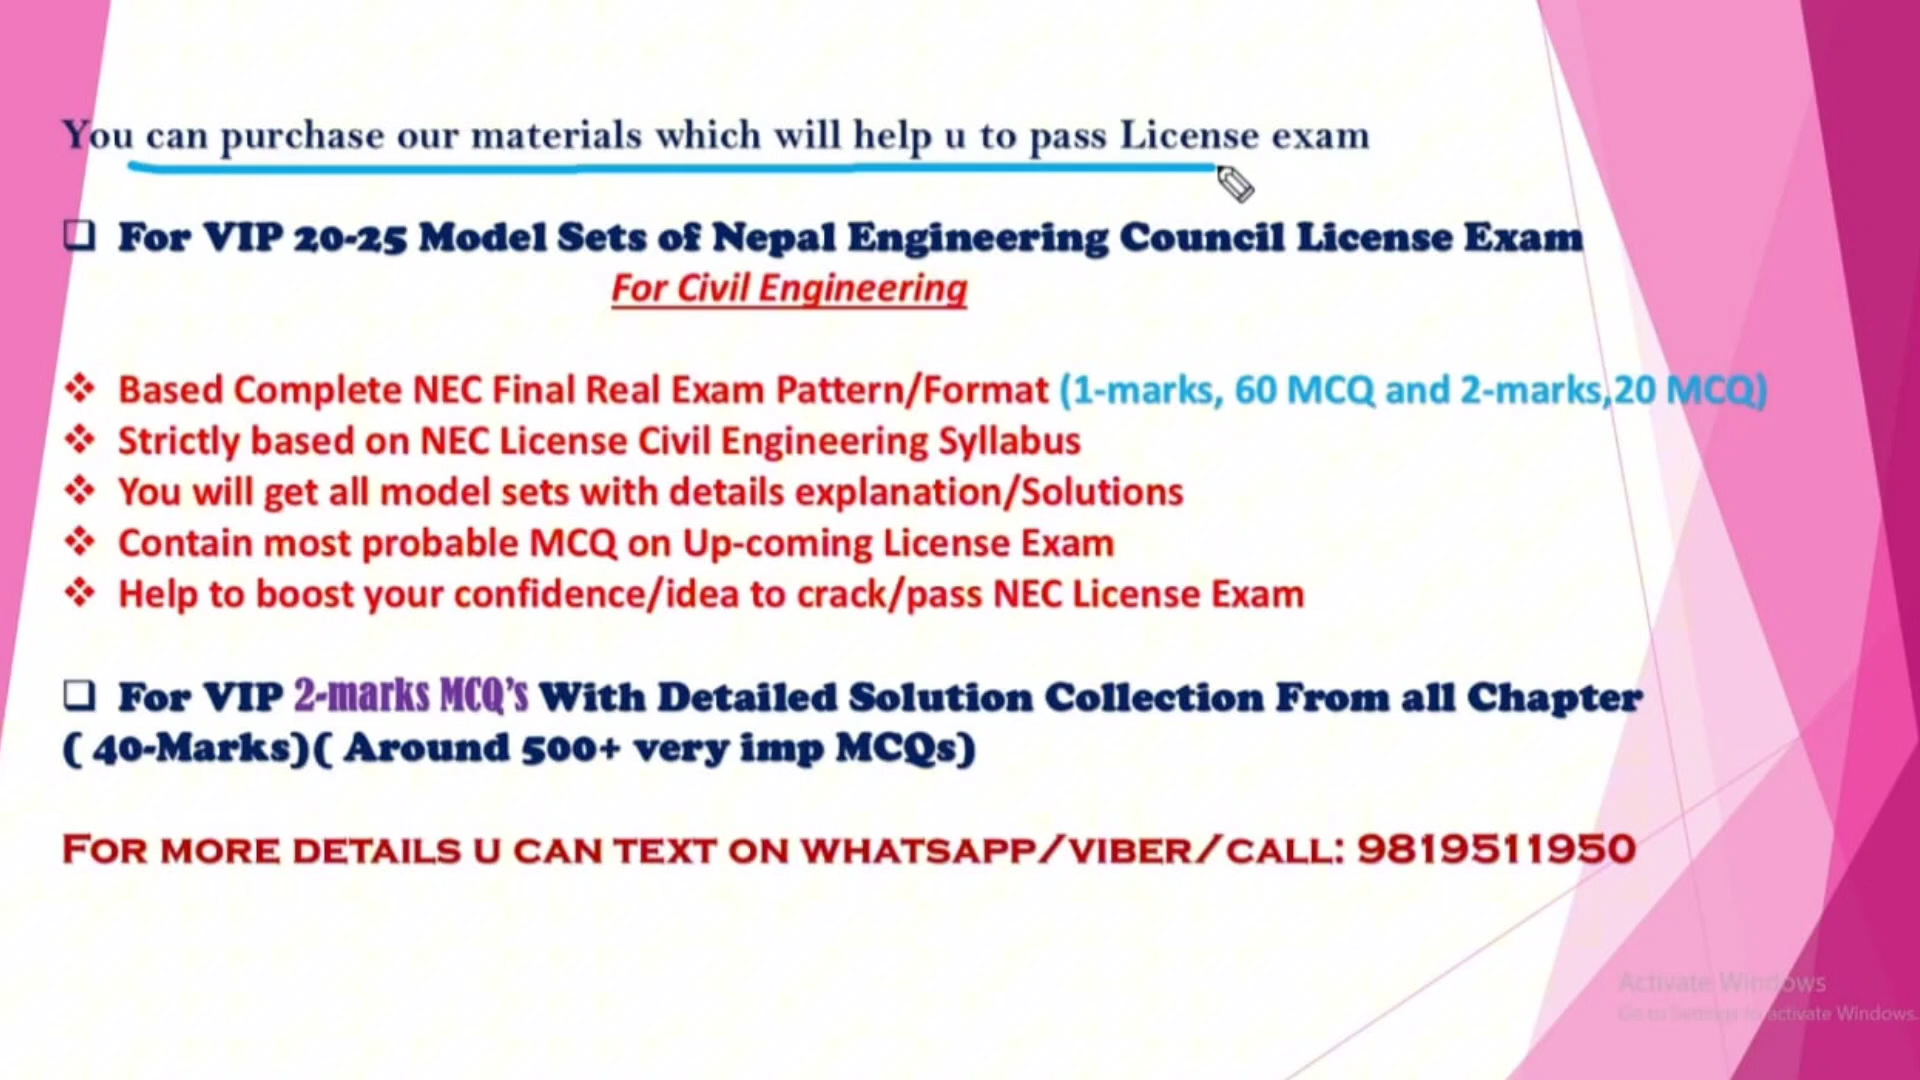 You can purchase our materials which will help u to pass License exam
For VIP 20-25 Model Sets of Nepal Engineering Council License Exam
For Civil Engineering
Based Complete NEC Final Real Exam Pattern/Format (1-marks, 60 MCQ and 2-marks,20 MCQ)
Strictly based on NEC License Civil Engineering Syllabus
You will get all model sets with details explanation/Solutions
Contain most probable MCQ on Up-coming License Exam
Help to boost your confidence/idea to crack/pass NEC License Exam
For VIP 2-marks MCQ's With Detailed Solution Collection From all Chapter
( 40-Marks)( Around 500+ very imp MCQs)
FOR MORE DETAILS U CAN TEXT ON WHATSAPP/VIBER/CALL: 9819511950
Activate Windows
Go to Settings to activate Windows.